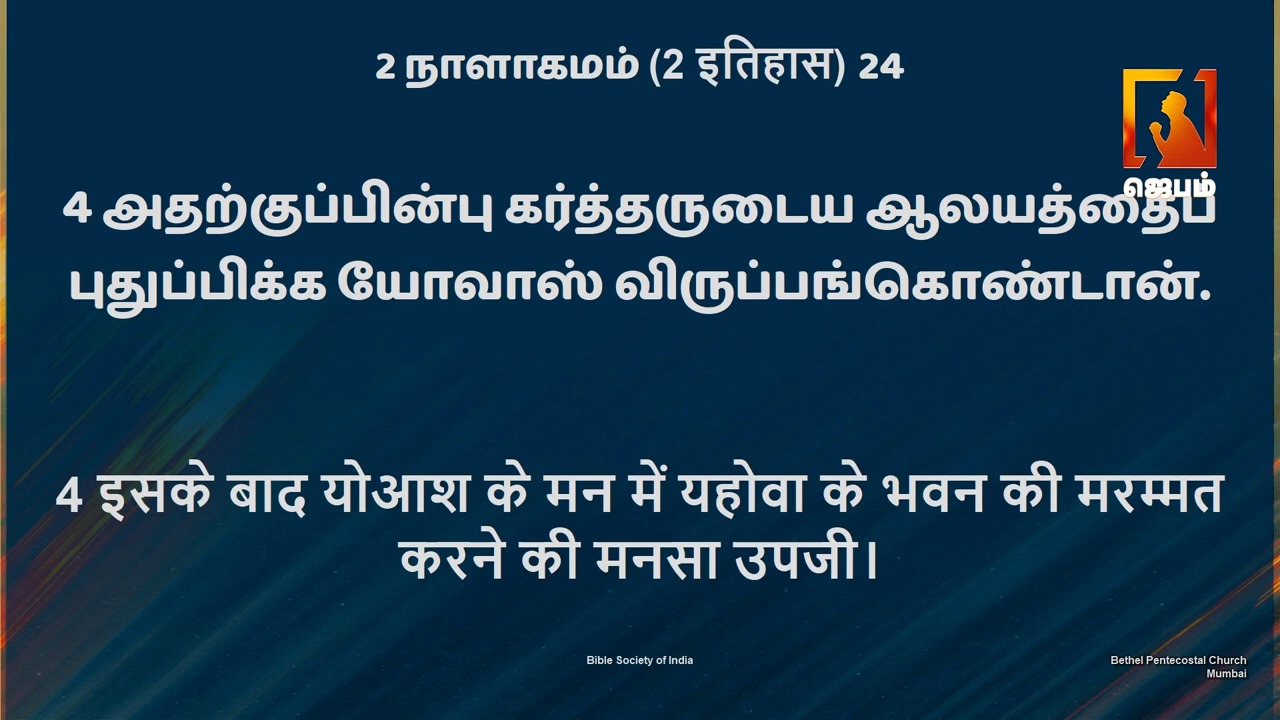 2 நாளாகமம் (2 इतिहास) 24
ஜெபம்
4 அதற்குப்பின்பு கர்த்தருடைய ஆலயத்தைப்
புதுப்பிக்க யோவாஸ் விருப்பங்கொண்டான்.
4 इसके बाद योआश के मन में यहोवा के भवन की मरम्मत
करने की मनसा उपजी।
Bible Society of India
Bethel Pentecostal Church
Mumbai